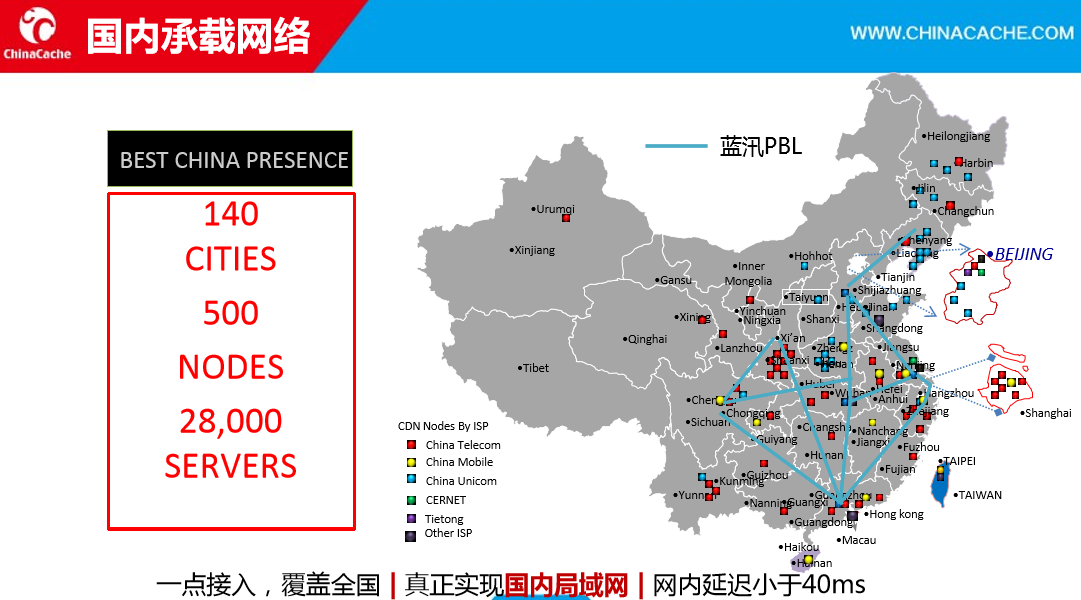 ChinaCache
国内承载网络
WWW.CHINACACHE.COM
BEST CHINA PRESENCE
140
CITIES
500
NODES
28,000
SERVERS
蓝汛PBL
Heilongjiang
Harbin
Jilin
Changchun
Urumqi
Xinjiang
Shenyang
Liaoning
BEIJING
Hohhot
Inner
Mongolia
Tianjin
Gansu
Shijiazhuang
Taiyuan
Yinchuan
Ningxia
Xining
Shanxi
Shandong
Qinghai
Lanzhou
Xi'an
Jiangsu
Tibet
Hubei
Anhui
Hangzhou
Sichuan
Chongqing
Shanghai
Changsha
Nanchang
Jiangxi
Guiyang
Hunan
Fuzhou
Fujian
TAIPEI
Guizhou
Kunming
Yunnan
TAIWAN
Nanning
Guangxi
Guangdong
Hong kong
Macau
Haikou
Hainan
CDN Nodes By ISP
China Telecom
China Mobile
China Unicom
CERNET
Tietong
Other ISP
一点接入，覆盖全国 | 真正实现国内局域网 | 网内延迟小于40ms